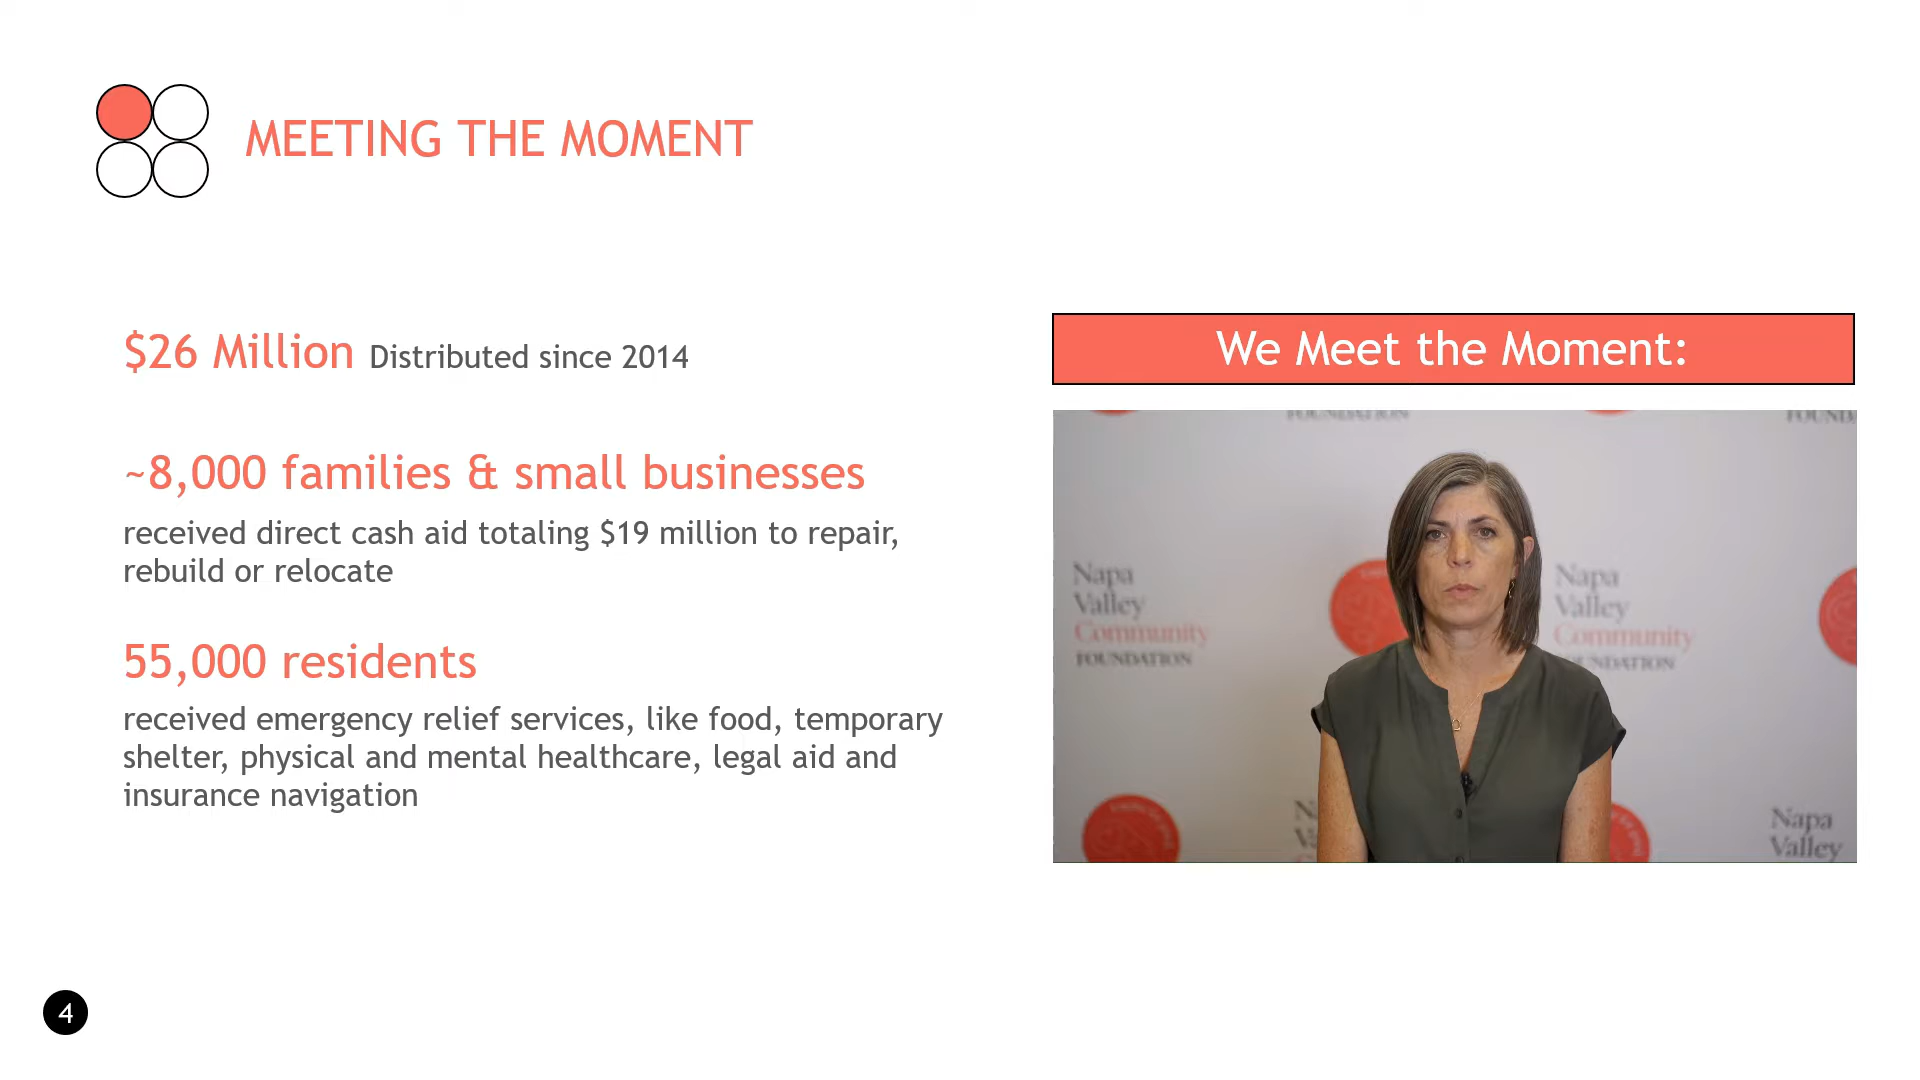 MEETING THE MOMENT
$26 Million Distributed since 2014
~8,000 families & small businesses
received direct cash aid totaling $19 million to repair,
rebuild or relocate
55,000 residents
received emergency relief services, like food, temporary
shelter, physical and mental healthcare, legal aid and
insurance navigation
We Meet the Moment:
FOUNDATION
Napa
Valley
Community
FOUNDATION
Napa
Valley
Community
Napa
Valley
4